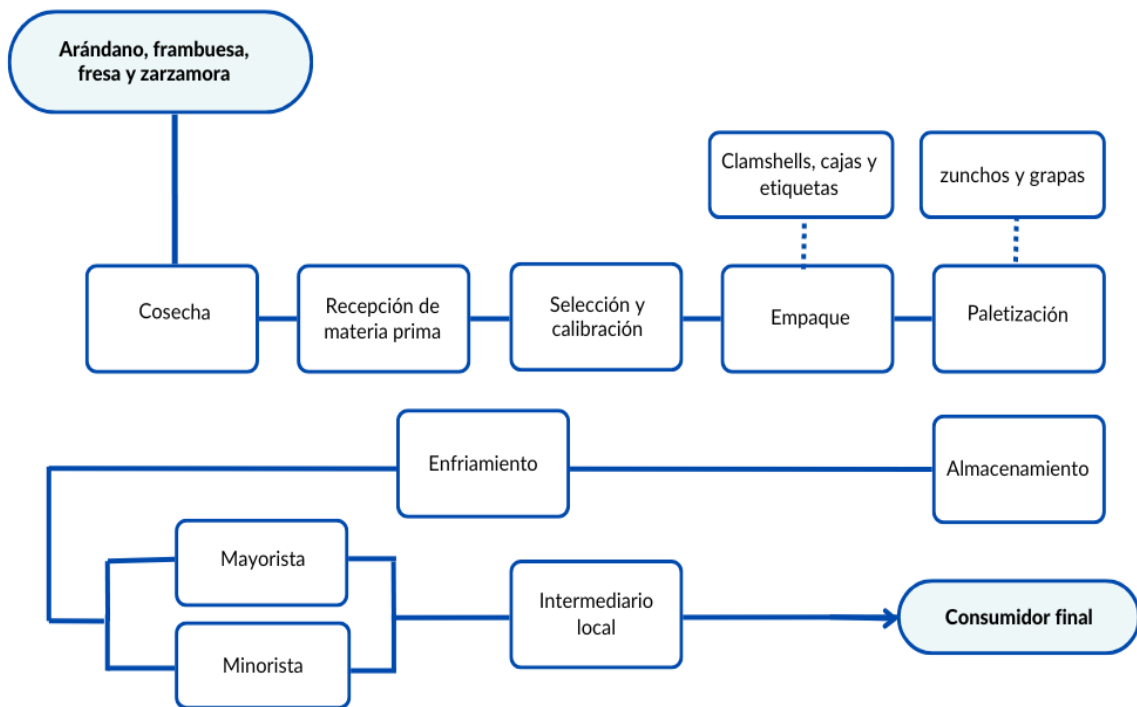 Arándano, frambuesa,
fresa y zarzamora
Clamshells, cajas y
etiquetas
zunchos y grapas
Cosecha
Recepción de
materia prima
Selección y
calibración
Empaque
Paletización
Enfriamiento
Almacenamiento
Mayorista
Intermediario
local
Consumidor final
Minorista